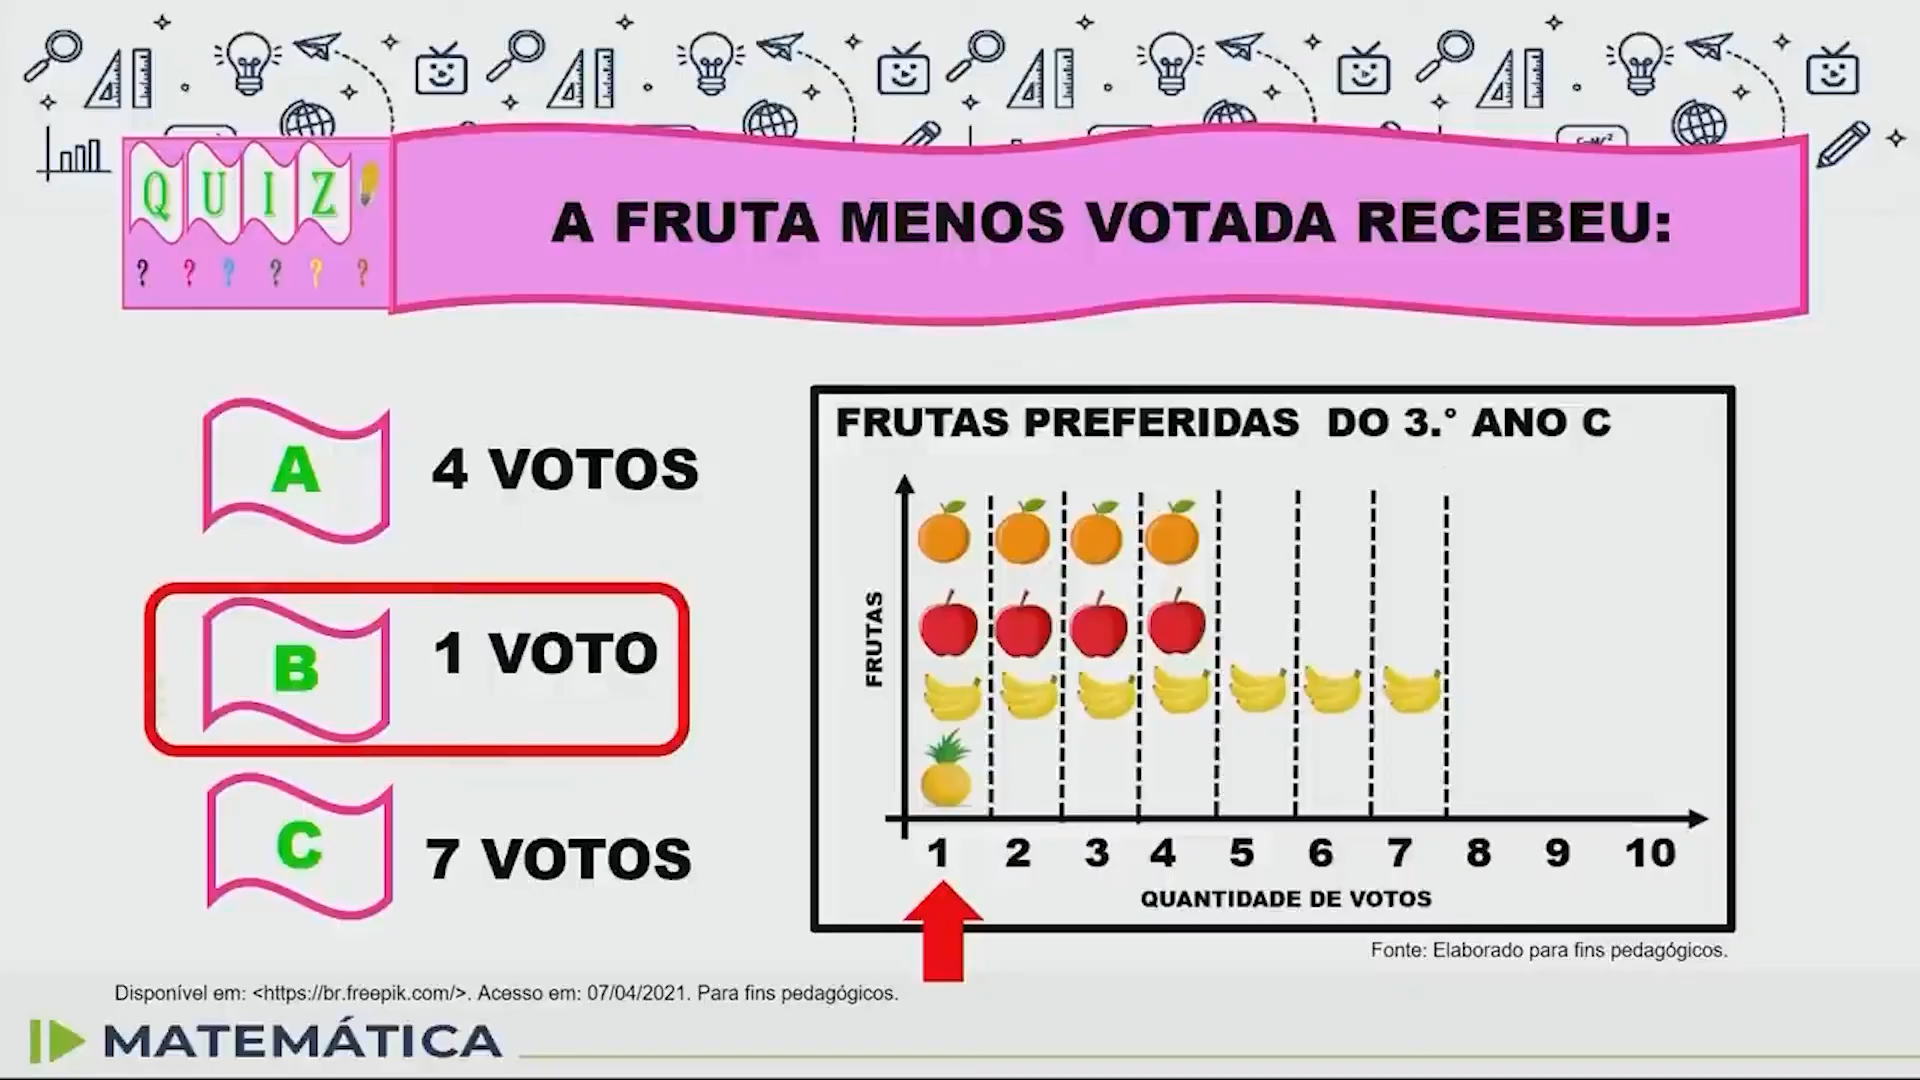 QUIZ
? ? ? ? ? ?
A FRUTA MENOS VOTADA RECEBEU:
A 4 VOTOS
B 1 VOTO
C 7 VOTOS
FRUTAS PREFERIDAS DO 3.° ANO C
FRUTAS
1 2 3 4 5 6 7 8 9 10
QUANTIDADE DE VOTOS
Fonte: Elaborado para fins pedagógicos.
Disponível em: <https://br.freepik.com/>. Acesso em: 07/04/2021. Para fins pedagógicos.
MATEMÁTICA